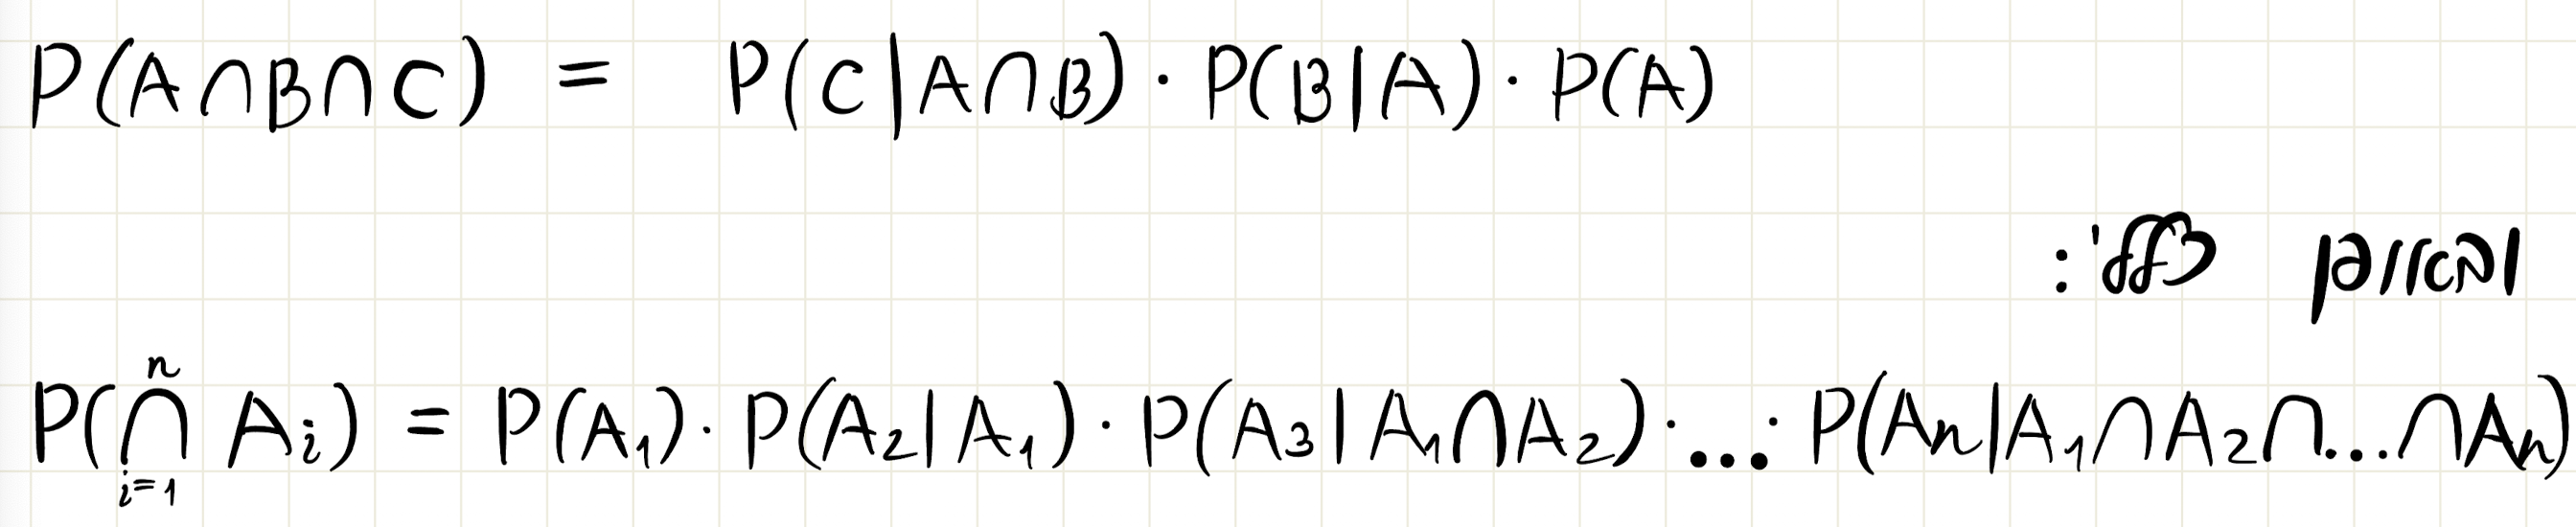 P(A∩B∩C) = P(C|A∩B) · P(B|A) · P(A)
ובאופן כללי:
P(⋂ᵢ₌₁ⁿ Aᵢ) = P(A₁) · P(A₂|A₁) · P(A₃|A₁∩A₂) · ... · P(Aₙ|A₁∩A₂∩...∩Aₙ)